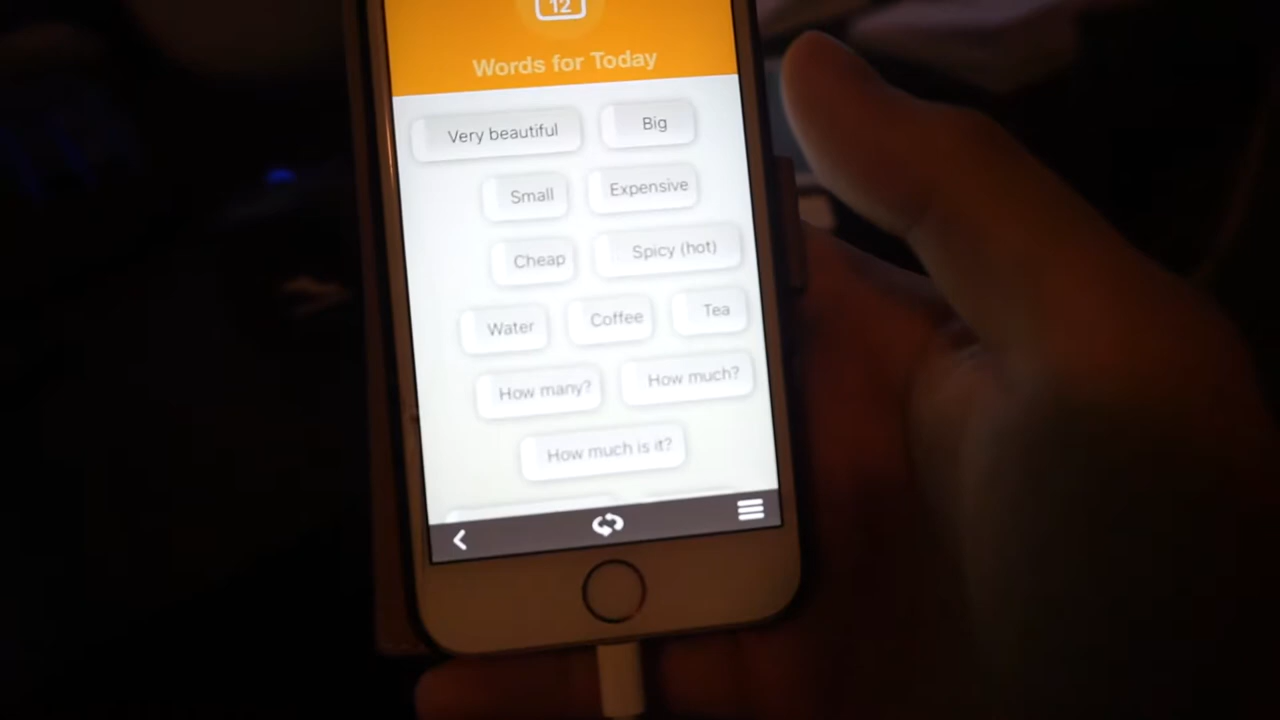 12
Words for Today
Very beautiful Big
Small Expensive
Cheap Spicy (hot)
Water Coffee Tea
How many? How much?
How much is it?